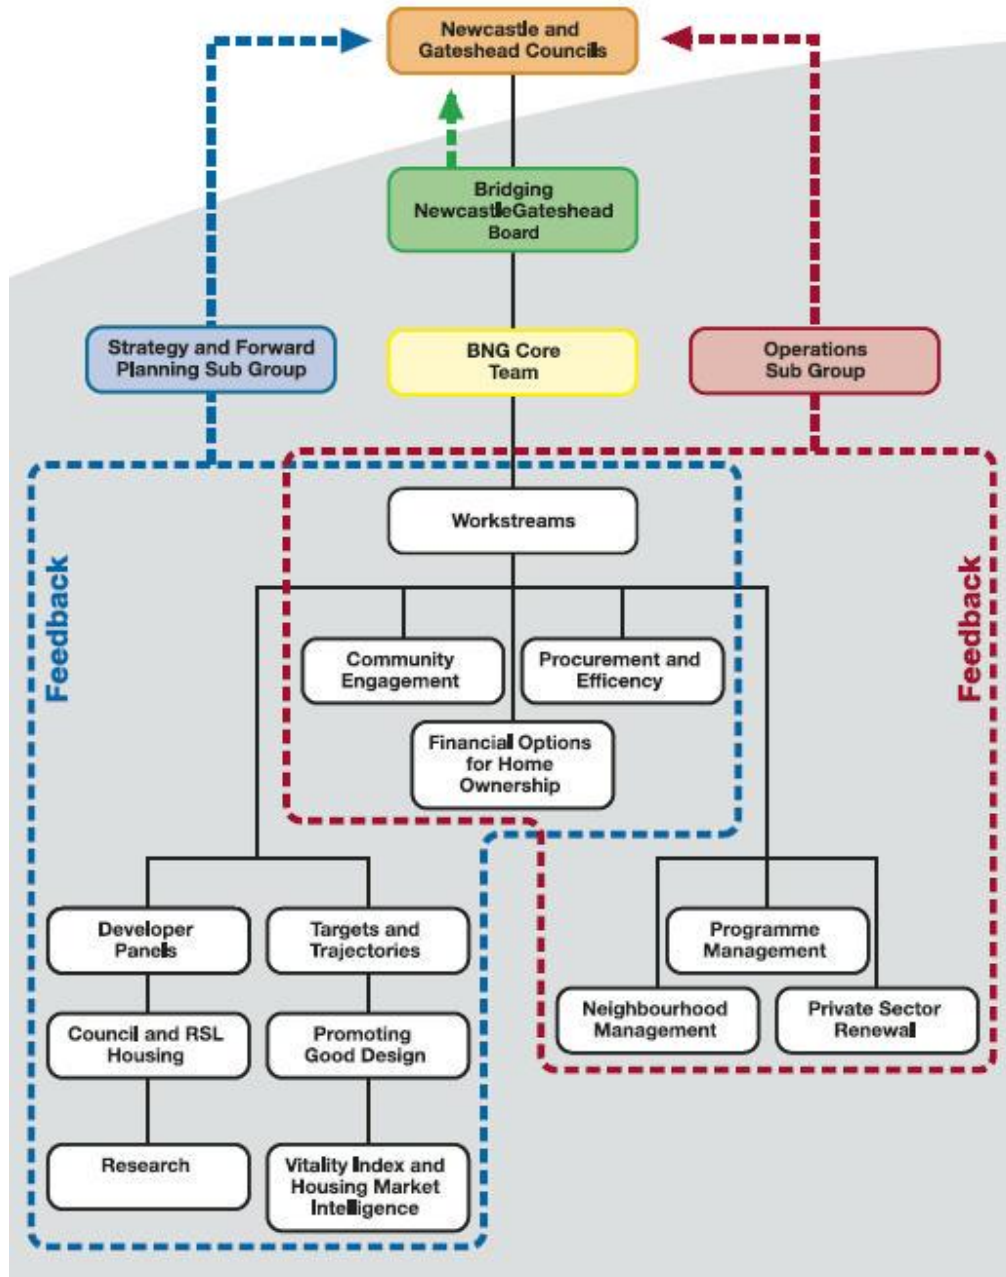 Newcastle and
Gateshead Councils
Bridging
NewcastleGateshead
Board
Strategy and Forward
Planning Sub Group
BNG Core
Team
Operations
Sub Group
Feedback
Feedback
Workstreams
Community
Engagement
Procurement and
Efficency
Financial Options
for Home
Ownership
Developer
Panels
Targets and
Trajectories
Programme
Management
Council and RSL
Housing
Promoting
Good Design
Neighbourhood
Management
Private Sector
Renewal
Research
Vitality Index and
Housing Market
Intelligence